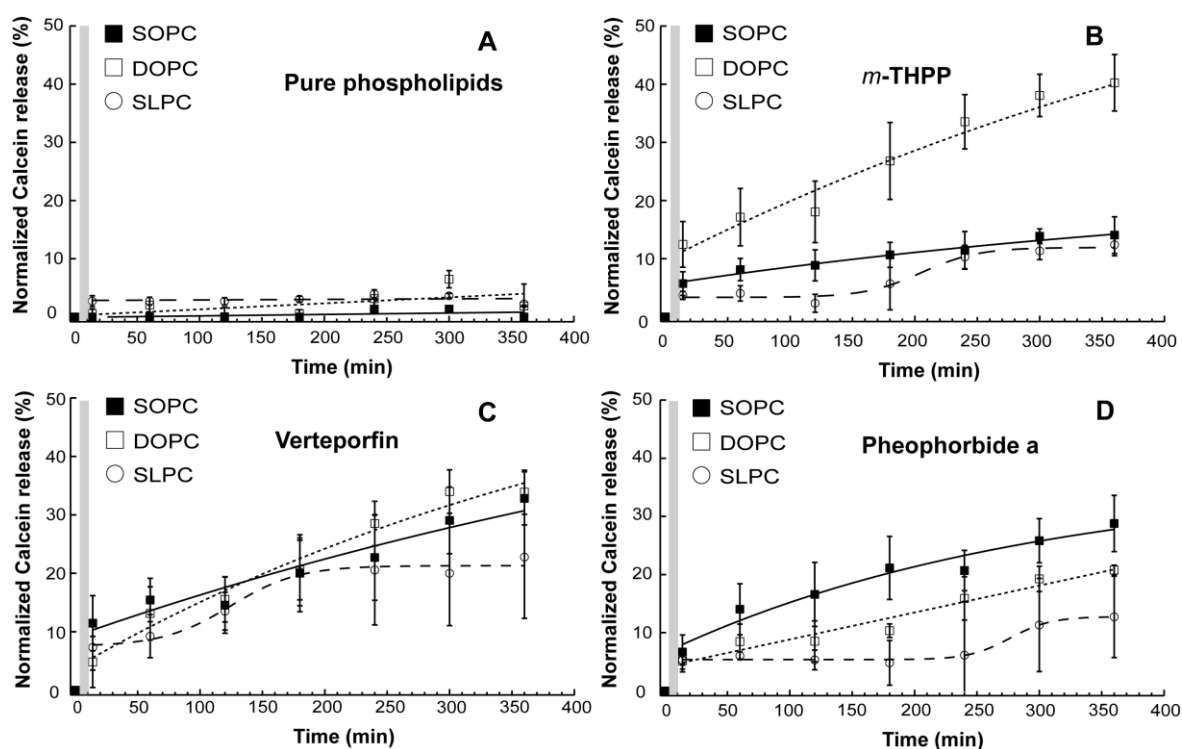 A
SOPC
DOPC
SLPC
Pure phospholipids
Normalized Calcein release (%)
50
40
30
20
10
0
0 50 100 150 200 250 300 350 400
Time (min)
B
SOPC
DOPC
SLPC
m-THPP
Normalized Calcein release (%)
50
40
30
20
10
0
0 50 100 150 200 250 300 350 400
Time (min)
C
SOPC
DOPC
SLPC
Verteporfin
Normalized Calcein release (%)
50
40
30
20
10
0
0 50 100 150 200 250 300 350 400
Time (min)
D
SOPC
DOPC
SLPC
Pheophorbide a
Normalized Calcein release (%)
50
40
30
20
10
0
0 50 100 150 200 250 300 350 400
Time (min)